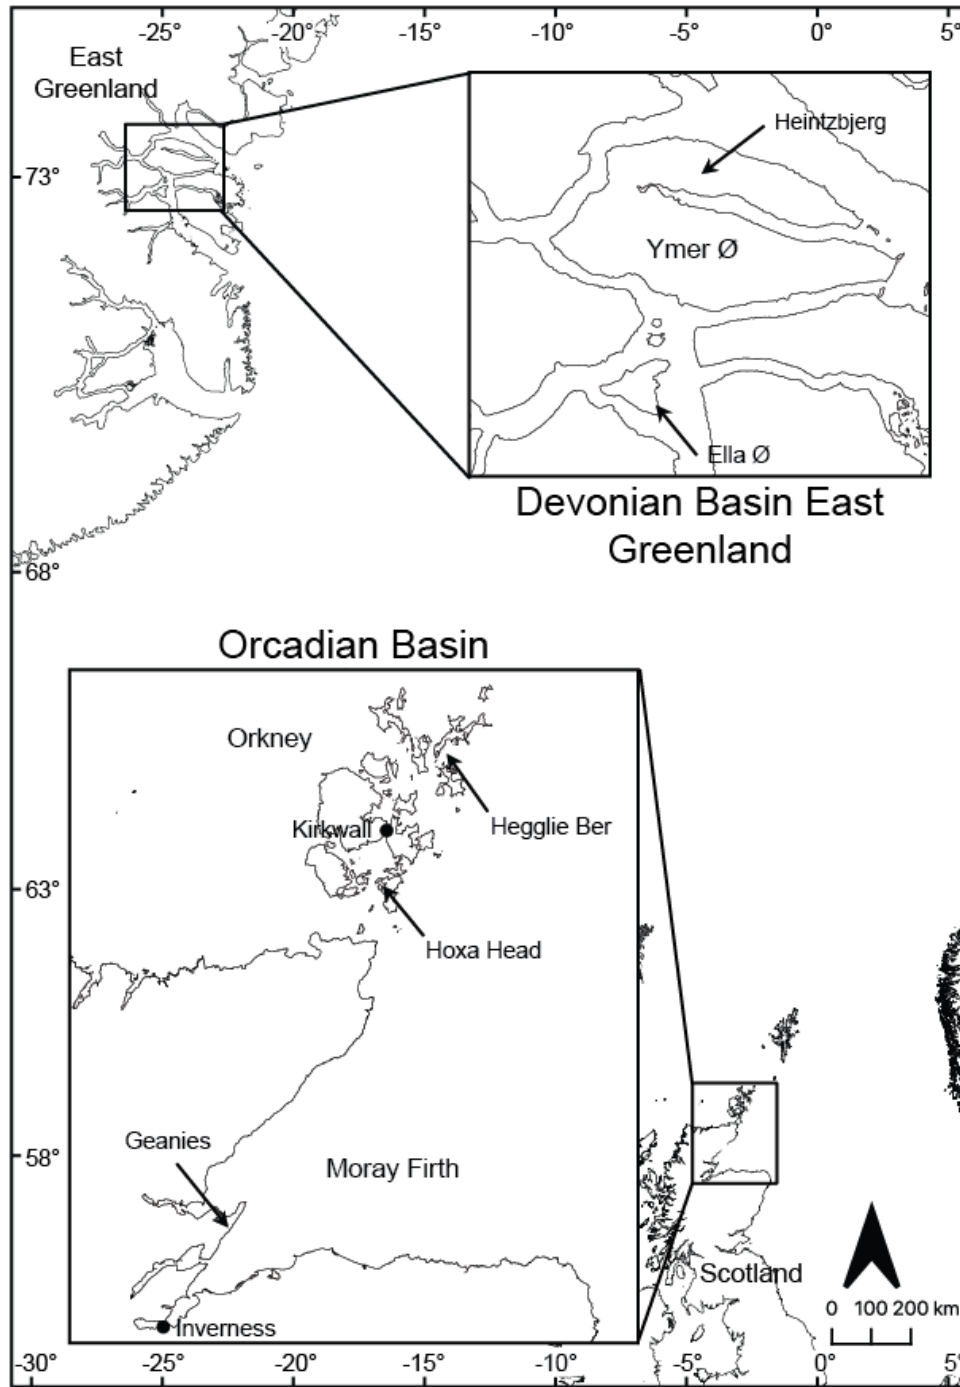 -25° -20° -15° -10° -5° 0° 5°
East
Greenland
Heintzbjerg
73°
Ymer Ø
Ella Ø
Devonian Basin East
Greenland
68°
Orcadian Basin
Orkney
Kirkwall
Hegglie Ber
63°
Hoxa Head
Geanies
58°
Moray Firth
Scotland
0 100 200 km
Inverness
-30° -25° -20° -15° -10° -5° 0° 5°